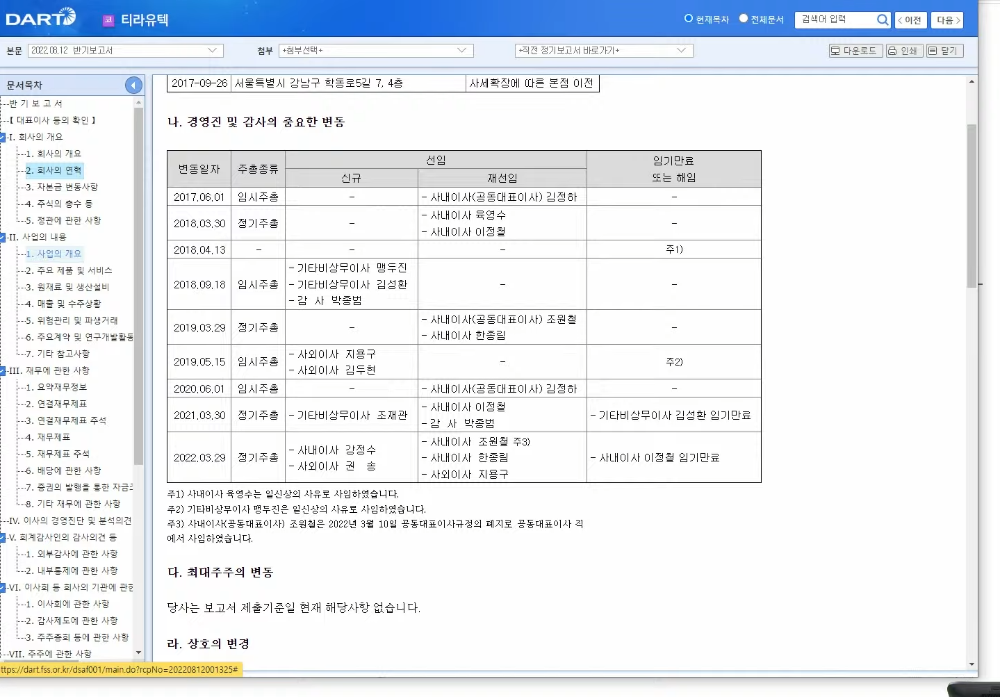 DART
코 티라유텍
현재목차 전체문서 검색어 입력 이전 다음
본문 2022.08.12 반기보고서 첨부 +첨부선택+ +직전 정기보고서 바로가기+ 다운로드 인쇄 닫기
문서목차
반 기 보 고 서
【 대표이사 등의 확인 】
I. 회사의 개요
1. 회사의 개요
2. 회사의 연혁
3. 자본금 변동사항
4. 주식의 총수 등
5. 정관에 관한 사항
II. 사업의 내용
1. 사업의 개요
2. 주요 제품 및 서비스
3. 원재료 및 생산설비
4. 매출 및 수주상황
5. 위험관리 및 파생거래
6. 주요계약 및 연구개발활동
7. 기타 참고사항
III. 재무에 관한 사항
1. 요약재무정보
2. 연결재무제표
3. 연결재무제표 주석
4. 재무제표
5. 재무제표 주석
6. 배당에 관한 사항
7. 증권의 발행을 통한 자금
8. 기타 재무에 관한 사항
IV. 이사의 경영진단 및 분석의견
V. 회계감사인의 감사의견 등
1. 외부감사에 관한 사항
2. 내부통제에 관한 사항
VI. 이사회 등 회사의 기관에 관한
1. 이사회에 관한 사항
2. 감사제도에 관한 사항
3. 주주총회 등에 관한 사항
VII. 주주에 관한 사항
ttps://dart.fss.or.kr/dsaf001/main.do?rcpNo=20220812001325#
2017-09-26 서울특별시 강남구 학동로5길 7, 4층 사세확장에 따른 본점 이전
나. 경영진 및 감사의 중요한 변동
변동일자 주총종류 선임 임기만료
또는 해임
신규 재선임
2017.06.01 임시주총 - - 사내이사(공동대표이사) 김정하 -
2018.03.30 정기주총 - - 사내이사 육영수
- 사내이사 이정철 -
2018.04.13 - - - 주1)
2018.09.18 임시주총 - 기타비상무이사 맹두진
- 기타비상무이사 김성환
- 감 사 박종범 - -
2019.03.29 정기주총 - - 사내이사(공동대표이사) 조원철
- 사내이사 한종림 -
2019.05.15 임시주총 - 사외이사 지용구
- 사외이사 김두현 - 주2)
2020.06.01 임시주총 - - 사내이사(공동대표이사) 김정하 -
2021.03.30 정기주총 - 기타비상무이사 조재관 - 사내이사 이정철
- 감 사 박종범 - 기타비상무이사 김성환 임기만료
2022.03.29 정기주총 - 사내이사 강정수
- 사외이사 권 송 - 사내이사 조원철 주3)
- 사내이사 한종림
- 사외이사 지용구 - 사내이사 이정철 임기만료
주1) 사내이사 육영수는 일신상의 사유로 사임하였습니다.
주2) 기타비상무이사 맹두진은 일신상의 사유로 사임하였습니다.
주3) 사내이사(공동대표이사) 조원철은 2022년 3월 10일 공동대표이사규정의 폐지로 공동대표이사 직
에서 사임하였습니다.
다. 최대주주의 변동
당사는 보고서 제출기준일 현재 해당사항 없습니다.
라. 상호의 변경